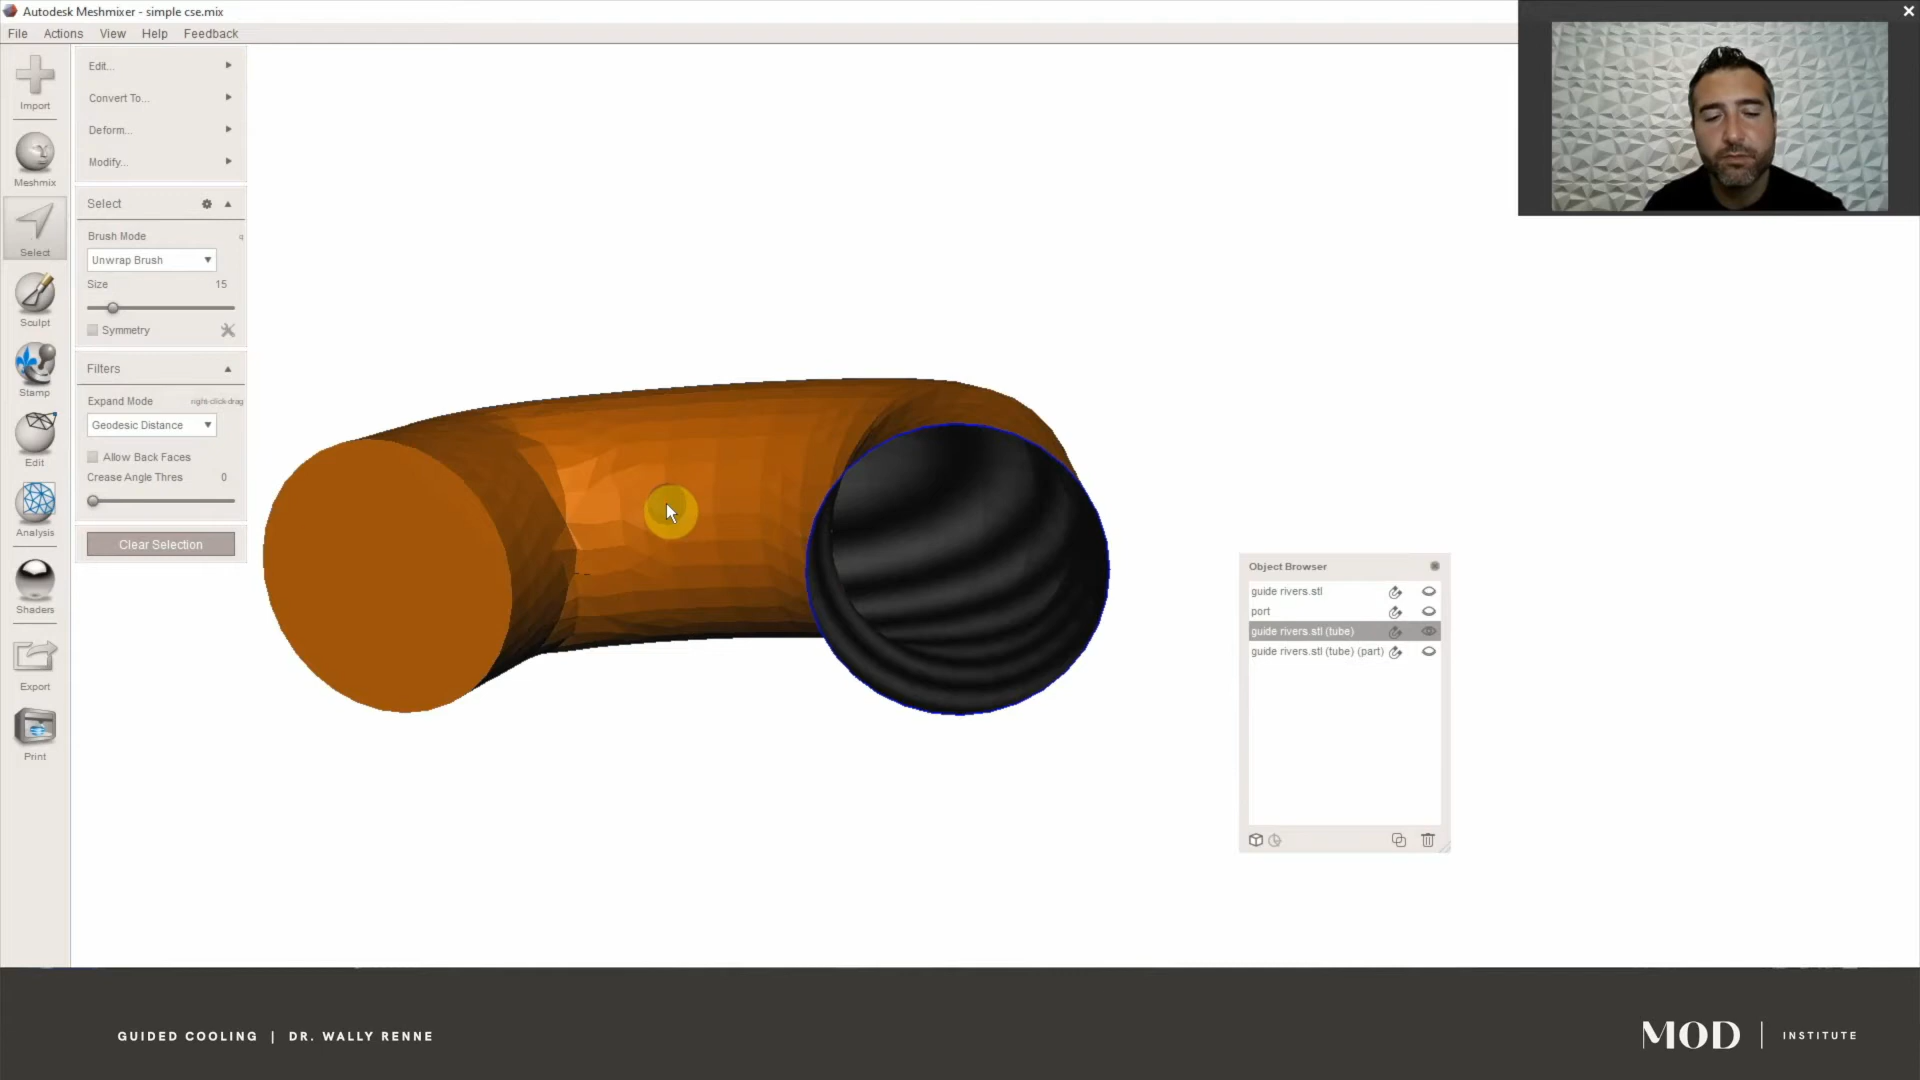 Autodesk Meshmixer - simple cse.mix
File Actions View Help Feedback
Import
Meshmix
Select
Sculpt
Stamp
Edit
Analysis
Shaders
Export
Print
Edit...
Convert To...
Deform...
Modify...
Select
Brush Mode q
Unwrap Brush
Size 15
Symmetry
Filters
Expand Mode right-click drag
Geodesic Distance
Allow Back Faces
Crease Angle Thres 0
Clear Selection
Object Browser
guide rivers.stl
port
guide rivers.stl (tube)
guide rivers.stl (tube) (part)
GUIDED COOLING | DR. WALLY RENNE
MOD | INSTITUTE